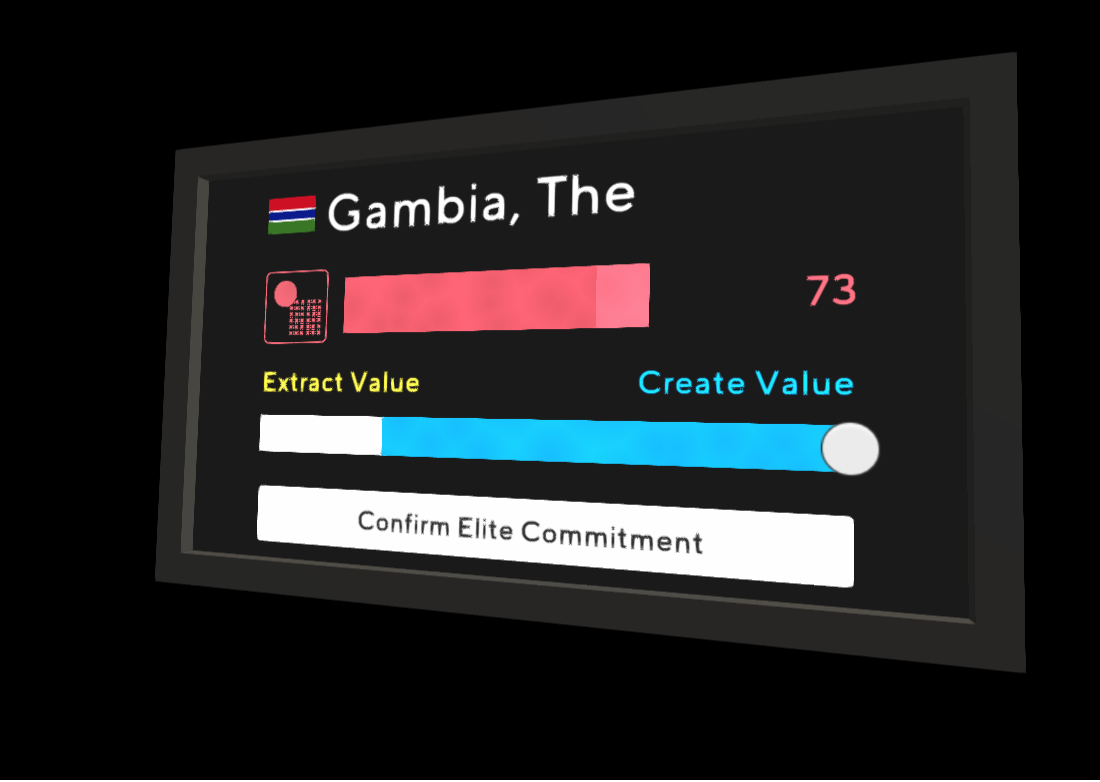 Gambia, The
73
Extract Value
Create Value
Confirm Elite Commitment